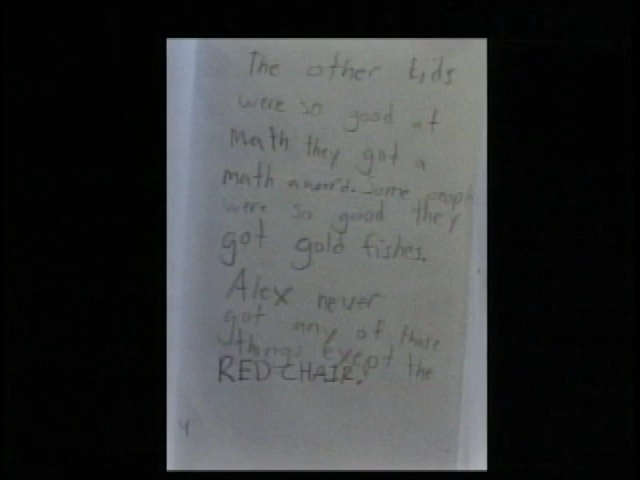 The other kids
were so good at
math they got a
math award. Some people
were so good they
got gold fishes.
Alex never
got any of those
things exept the
RED CHAIR.
4